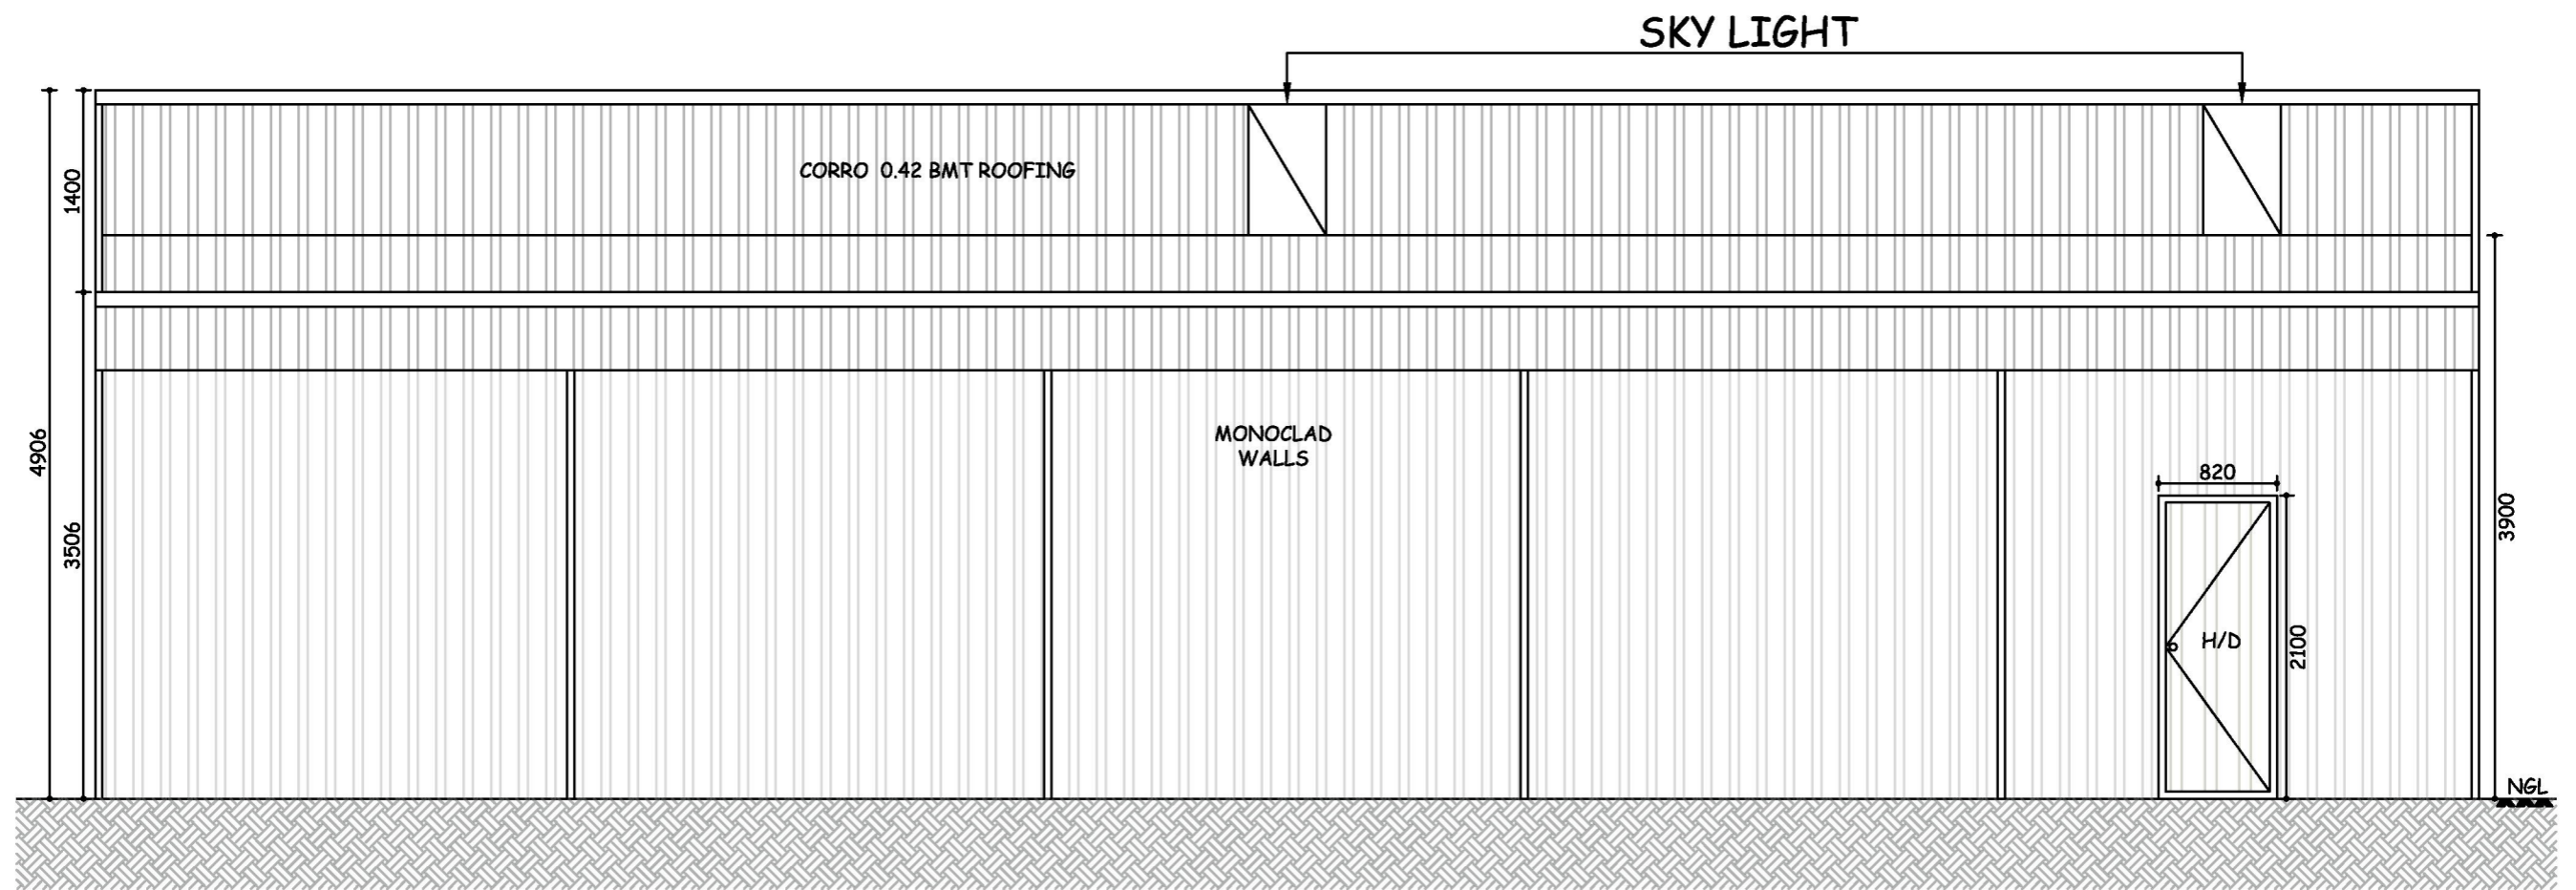 SKY LIGHT
CORRO 0.42 BMT ROOFING
1400
MONOCLAD
WALLS
4906
3506
820
3900
H/D
2100
NGL